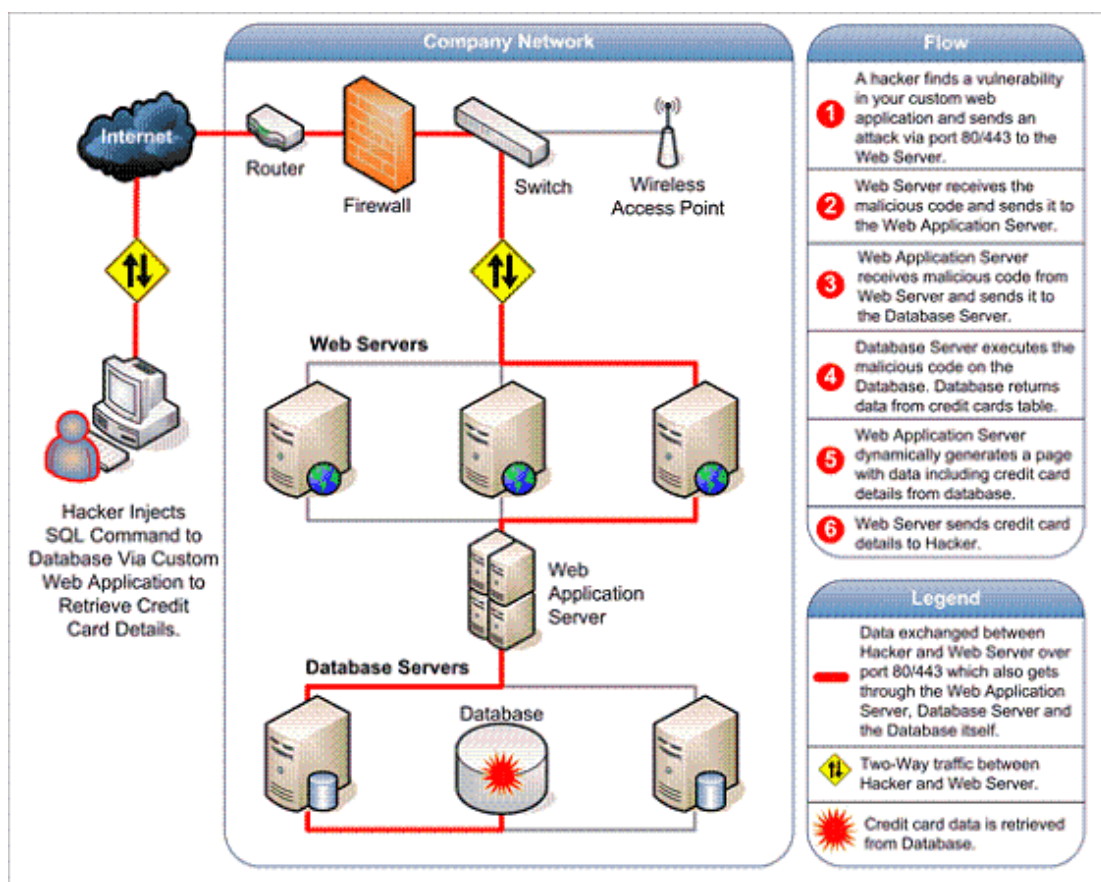 Company Network
Internet
Router
Firewall
Switch
Wireless
Access Point
Web Servers
Hacker Injects
SQL Command to
Database Via Custom
Web Application to
Retrieve Credit
Card Details.
Web
Application
Server
Database Servers
Database
Flow
1
A hacker finds a vulnerability
in your custom web
application and sends an
attack via port 80/443 to
the Web Server.
2
Web Server receives the
malicious code and sends it to
the Web Application Server.
3
Web Application Server
receives malicious code from
Web Server and sends it to
the Database Server.
4
Database Server executes the
malicious code on the
Database. Database returns
data from credit cards table.
5
Web Application Server
dynamically generates a page
with data including credit card
details from database.
6
Web Server sends credit card
details to Hacker.
Legend
Data exchanged between
Hacker and Web Server over
port 80/443 which also gets
through the Web Application
Server, Database Server and
the Database itself.
Two-Way traffic between
Hacker and Web Server.
Credit card data is retrieved
from Database.